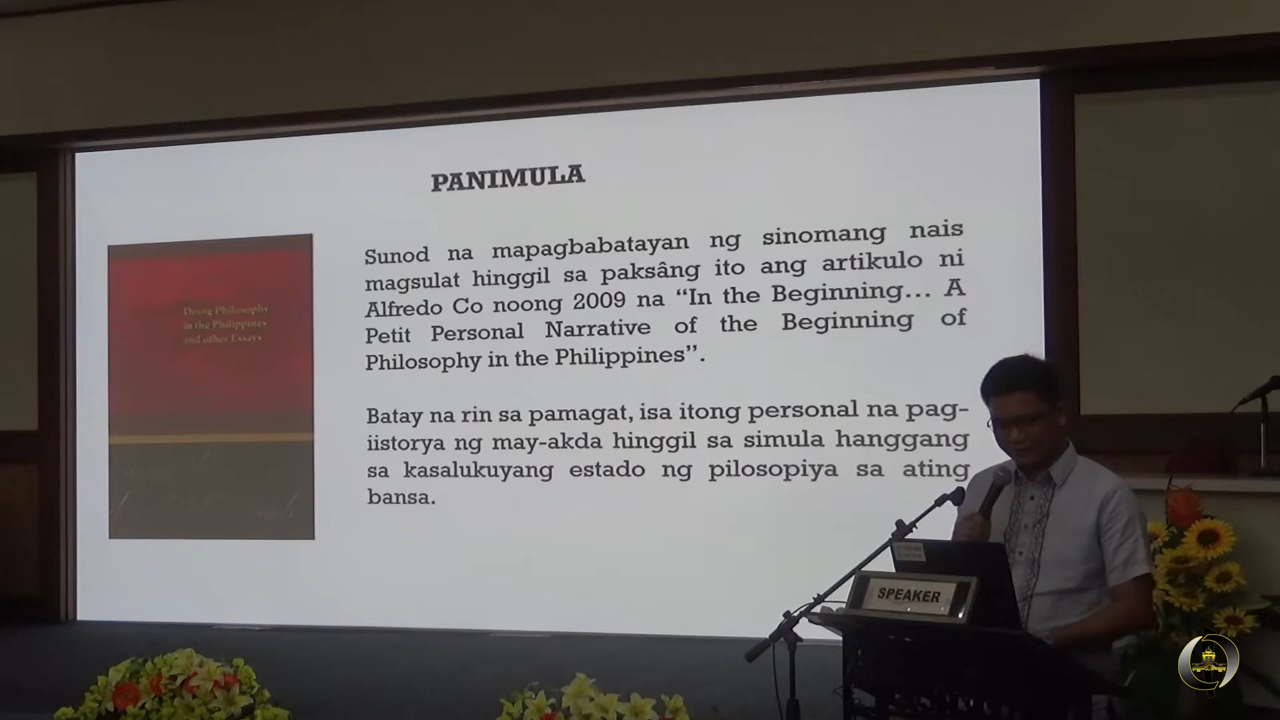 PANIMULA
Doing Philosophy
in the Philippines
and other Essays
Sunod na mapagbabatayan ng sinomang nais
magsulat hinggil sa paksâng ito ang artikulo ni
Alfredo Co noong 2009 na “In the Beginning… A
Petit Personal Narrative of the Beginning of
Philosophy in the Philippines”.
Batay na rin sa pamagat, isa itong personal na pag-
iistorya ng may-akda hinggil sa simula hanggang
sa kasalukuyang estado ng pilosopiya sa ating
bansa.
SPEAKER